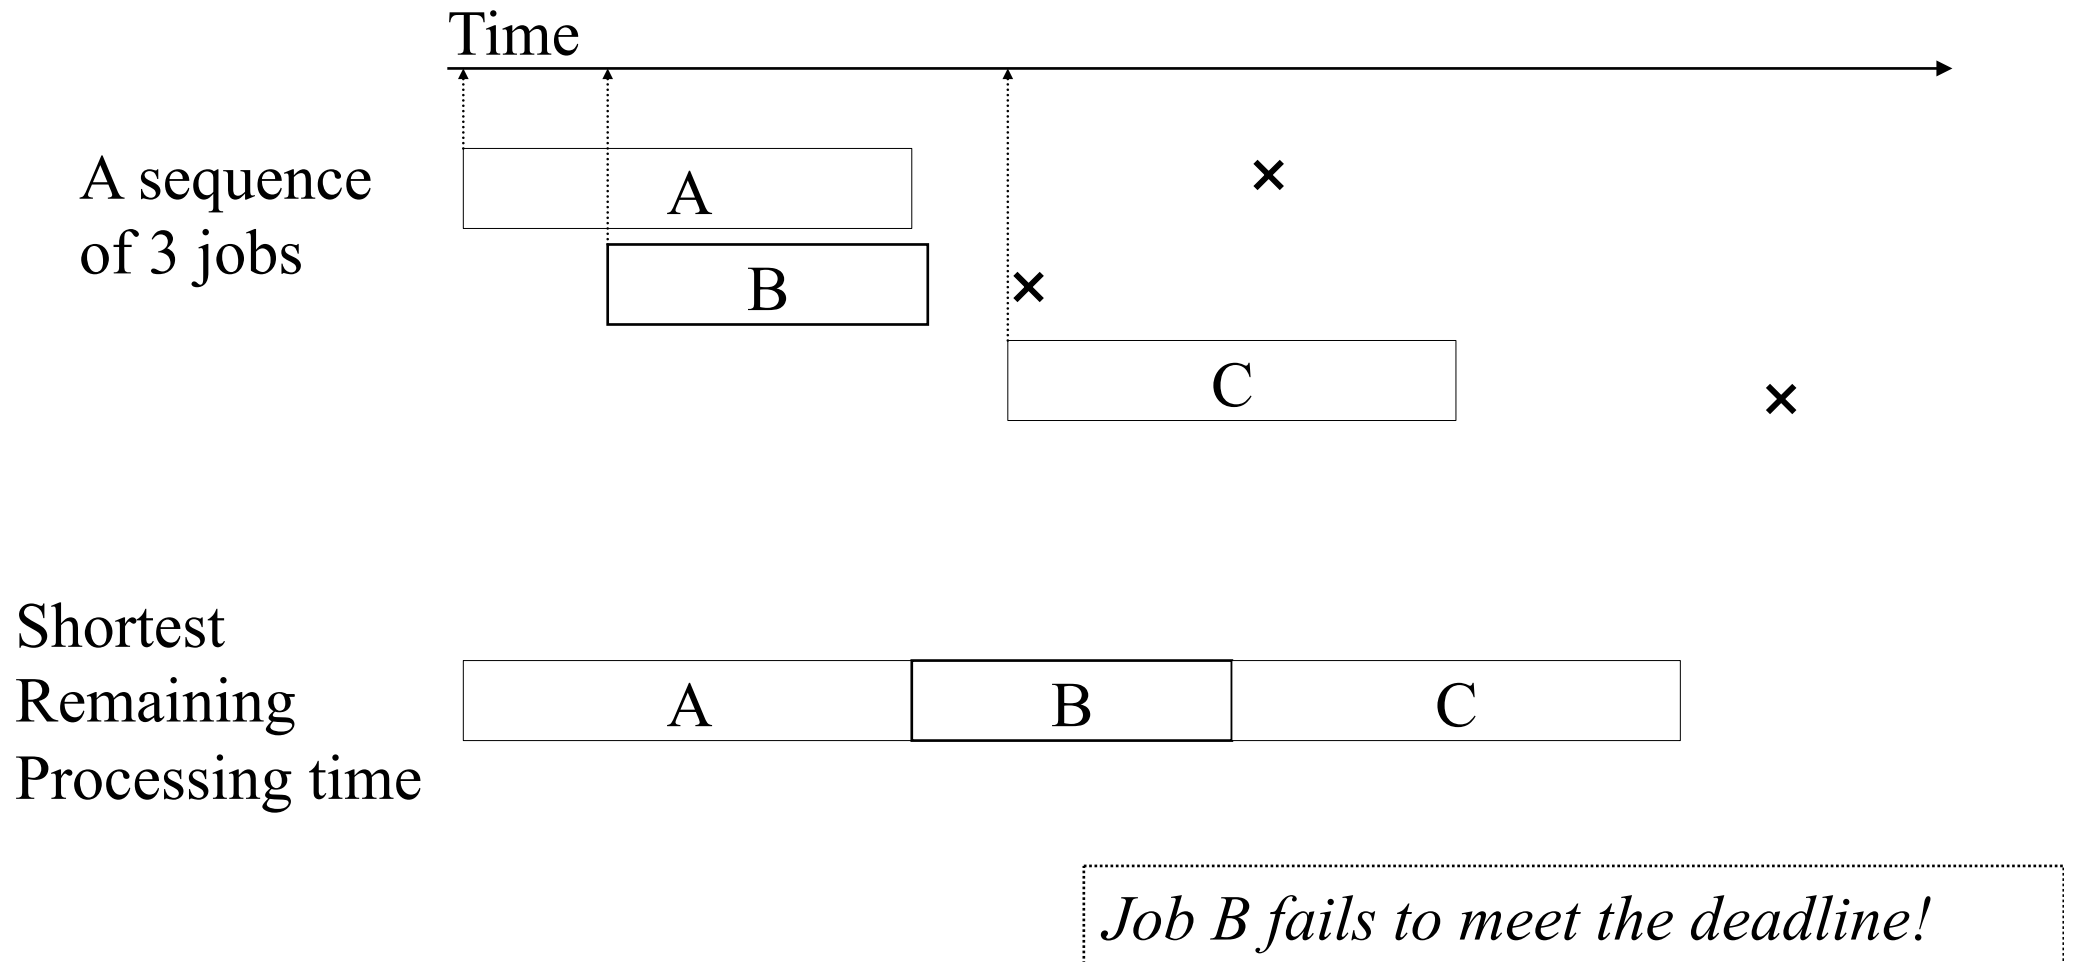 Time
A sequence
of 3 jobs
A
B
C
Shortest
Remaining
Processing time
A B C
Job B fails to meet the deadline!